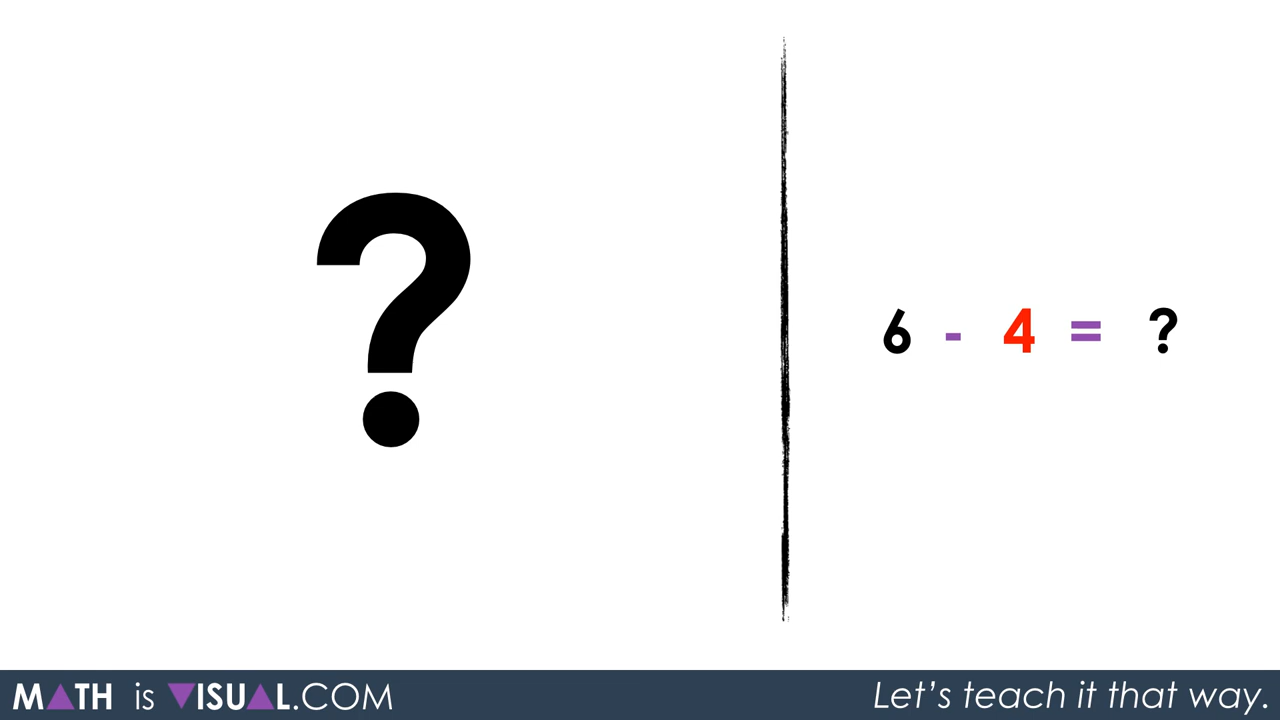 ?
6 - 4 = ?
MATH is VISUAL.COM
Let's teach it that way.